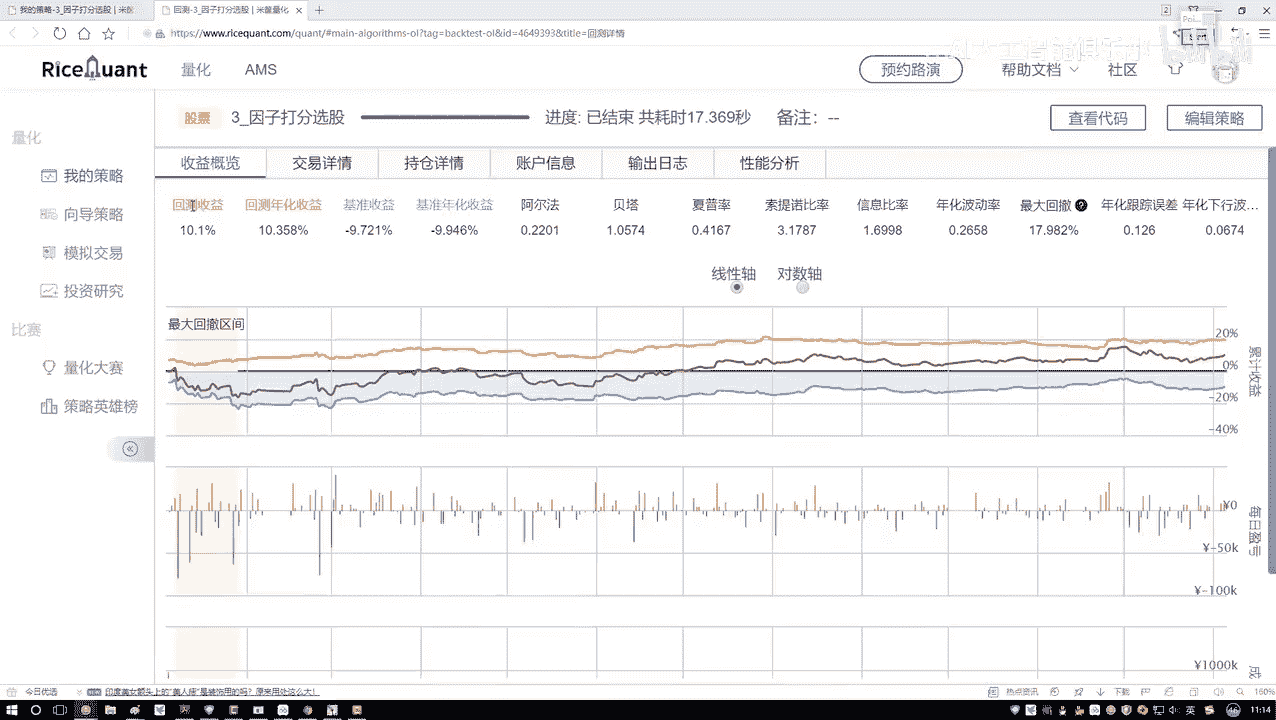 我的策略-3_因子打分选股 | 米筐
回测-3_因子打分选股 | 米筐量化
https://www.ricequant.com/quant/#main-algorithms-ol?tag=backtest-ol&id=4649393&title=回测详情
RiceQuant 量化 AMS 预约路演 帮助文档 社区
股票 3_因子打分选股 进度: 已结束 共耗时17.369秒 备注: -- 查看代码 编辑策略
量化
我的策略
向导策略
模拟交易
投资研究
比赛
量化大赛
策略英雄榜
收益概览 交易详情 持仓详情 账户信息 输出日志 性能分析
回测收益 回测年化收益 基准收益 基准年化收益 阿尔法 贝塔 夏普率 索提诺比率 信息比率 年化波动率 最大回撤 年化跟踪误差 年化下行波...
10.1% 10.358% -9.721% -9.946% 0.2201 1.0574 0.4167 3.1787 1.6998 0.2658 17.982% 0.126 0.0674
线性轴 对数轴
最大回撤区间
20%
0%
-20%
-40%
累计收益
¥0
¥-50k
¥-100k
每日盈亏
¥1000k
成
今日优选
印度美女额头上的"美人痣"是装饰用的吗? 原来用处这么大!
热点资讯 下载 160%
英 11:14